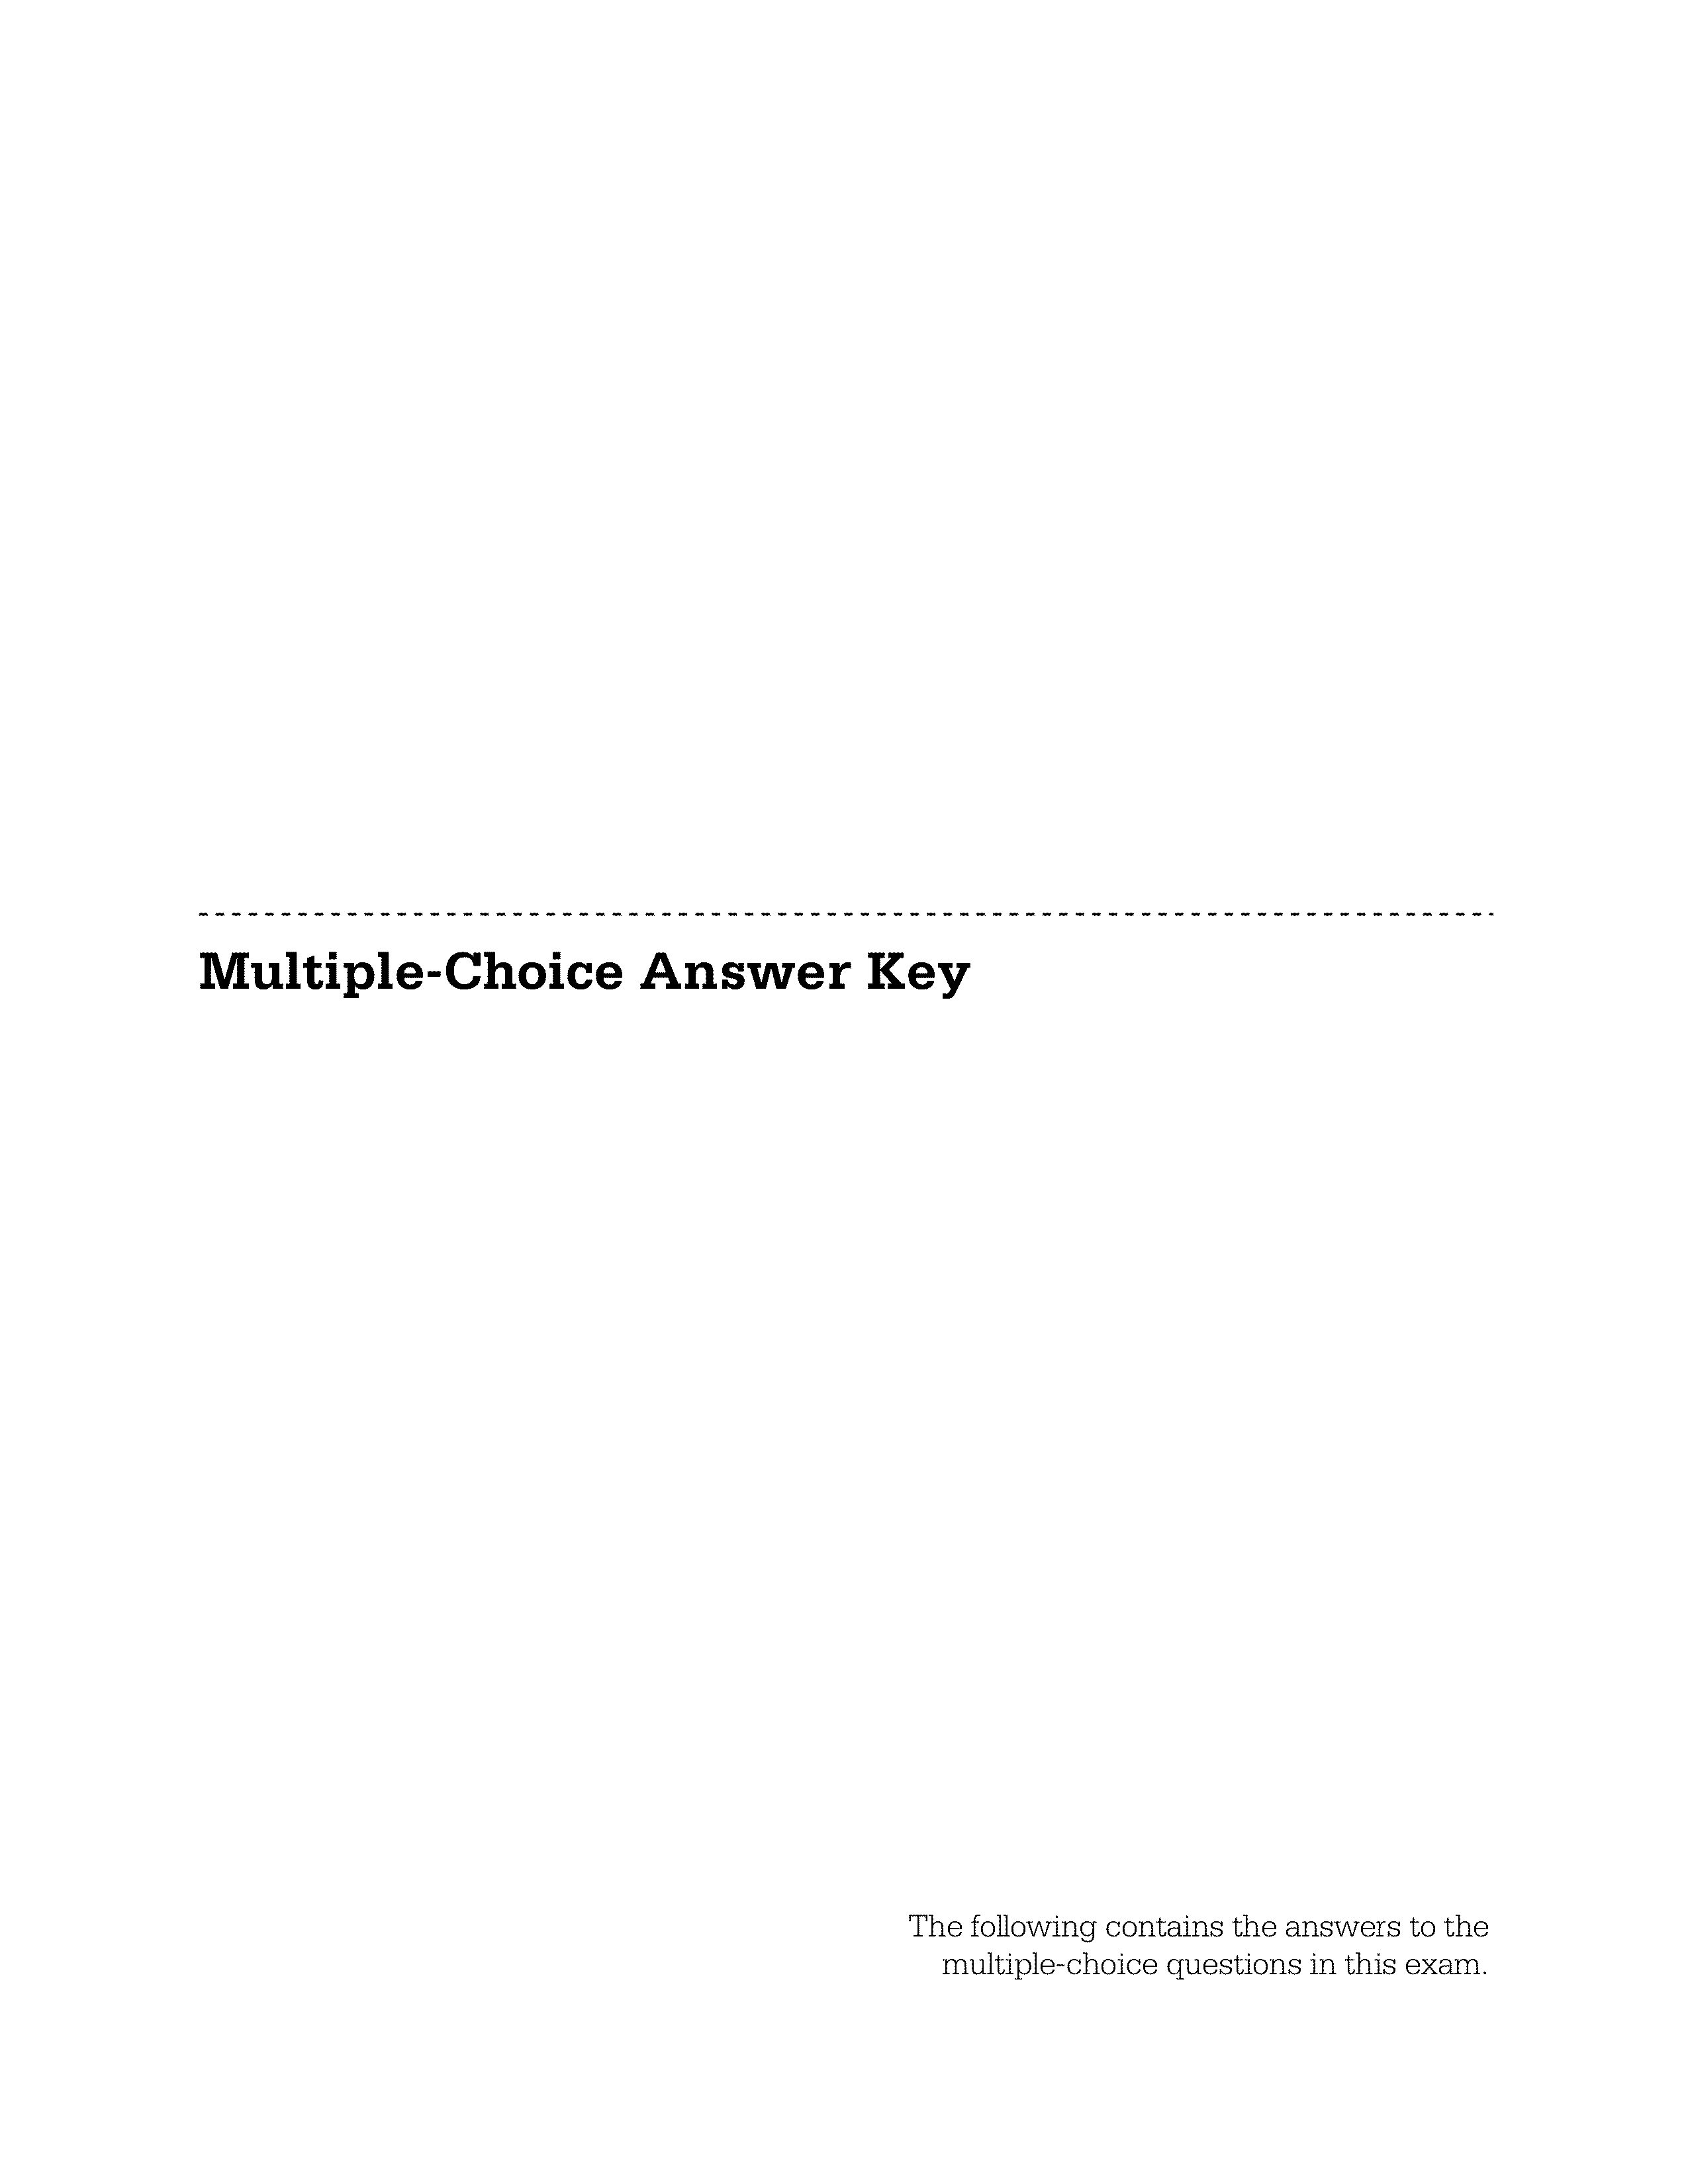 Multiple-Choice Answer Key
The following contains the answers to the
multiple-choice questions in this exam.